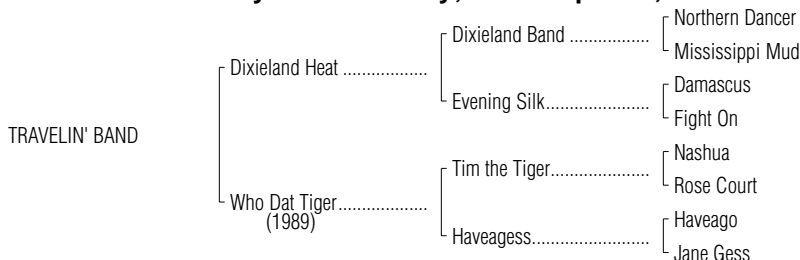 Northern Dancer
Dixieland Band ..................
Mississippi Mud
Dixieland Heat ..................
Damascus
Evening Silk.......................
Fight On
TRAVELIN' BAND
Nashua
Tim the Tiger......................
Rose Court
Who Dat Tiger....................
(1989)
Haveago
Haveagess..........................
Jane Gess